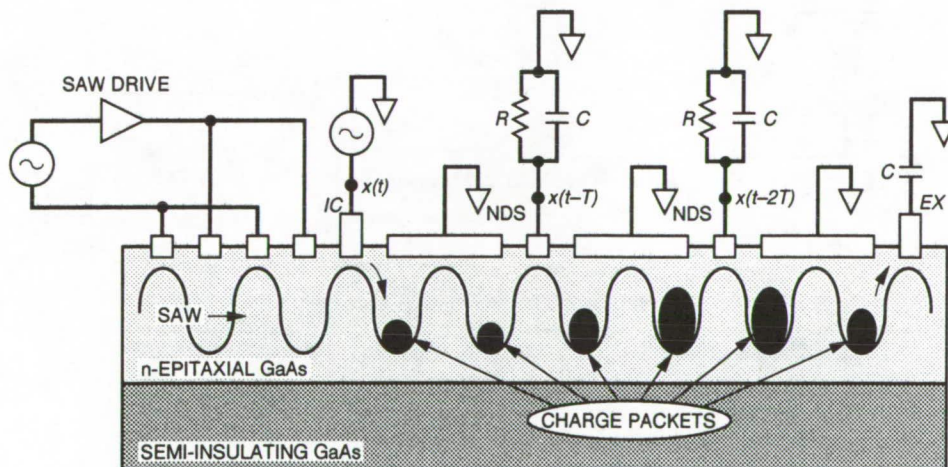 SAW DRIVE
R
C
R
C
C
x(t)
IC
NDS
x(t–T)
NDS
x(t–2T)
EX
SAW
n-EPITAXIAL GaAs
CHARGE PACKETS
SEMI-INSULATING GaAs